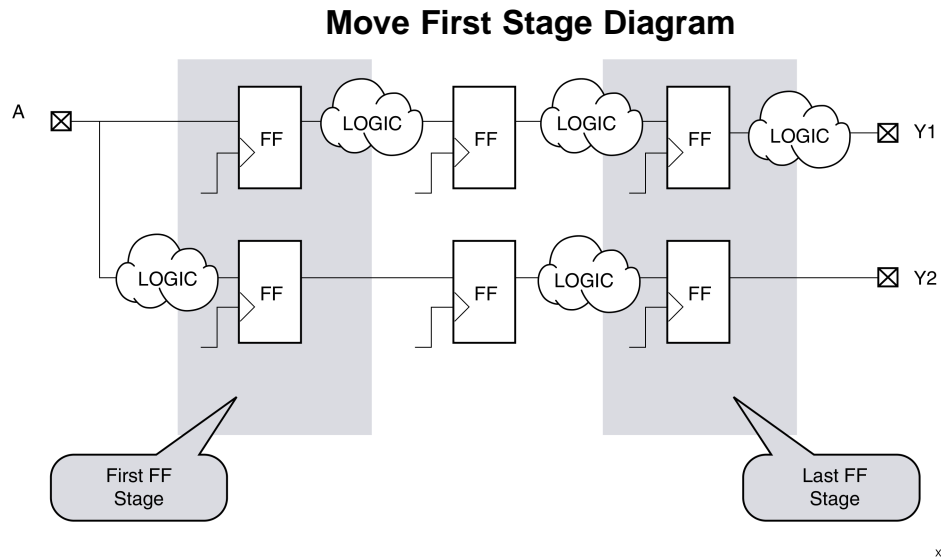 Move First Stage Diagram
A
FF
LOGIC
FF
LOGIC
FF
LOGIC
Y1
LOGIC
FF
FF
LOGIC
FF
Y2
First FF
Stage
Last FF
Stage
x